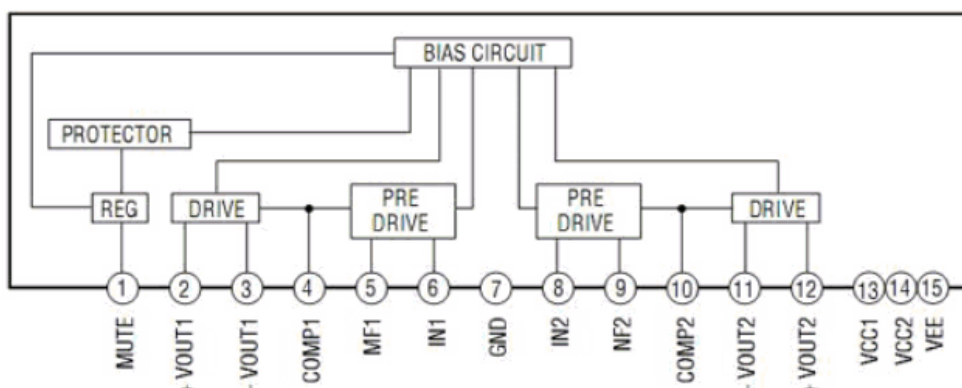 BIAS CIRCUIT
PROTECTOR
REG
DRIVE
PRE
DRIVE
PRE
DRIVE
DRIVE
1
2
3
4
5
6
7
8
9
10
11
12
13
14
15
MUTE
+ VOUT1
- VOUT1
COMP1
MF1
IN1
GND
IN2
NF2
COMP2
- VOUT2
+ VOUT2
VCC1
VCC2
VEE